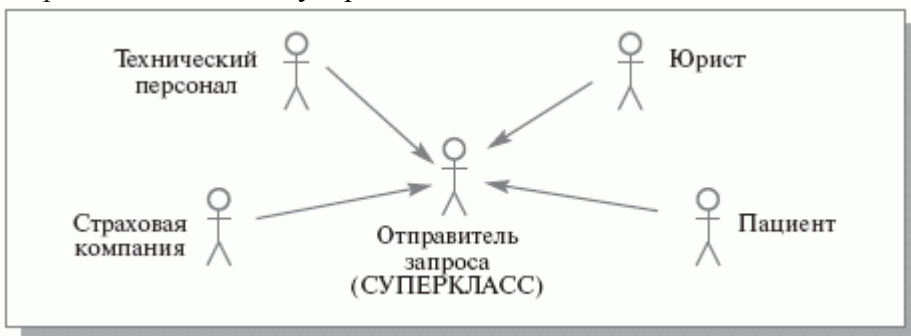 Технический
персонал
Юрист
Страховая
компания
Отправитель
запроса
(СУПЕРКЛАСС)
Пациент